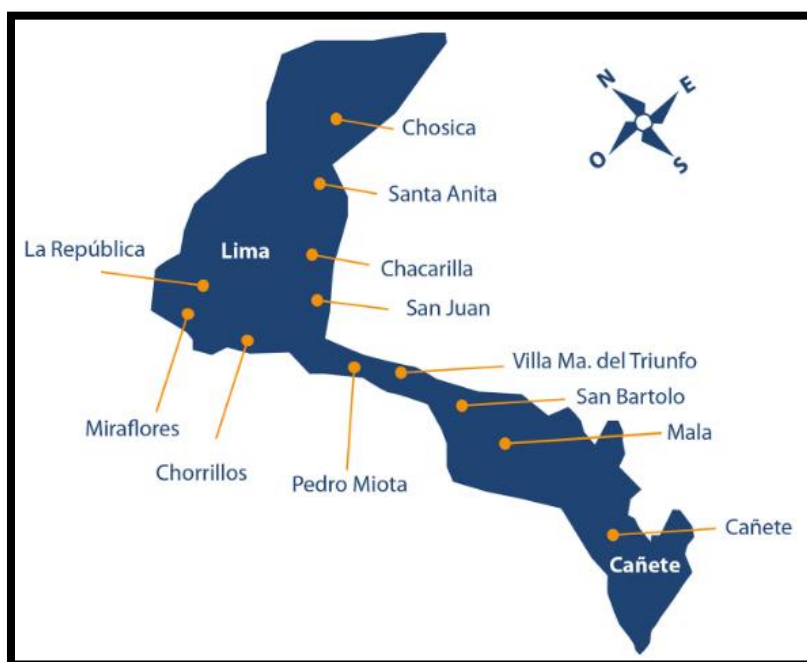 N
E
Chosica
O
S
Santa Anita
La República
Lima
Chacarilla
San Juan
Villa Ma. del Triunfo
San Bartolo
Miraflores
Mala
Chorrillos
Pedro Miota
Cañete
Cañete